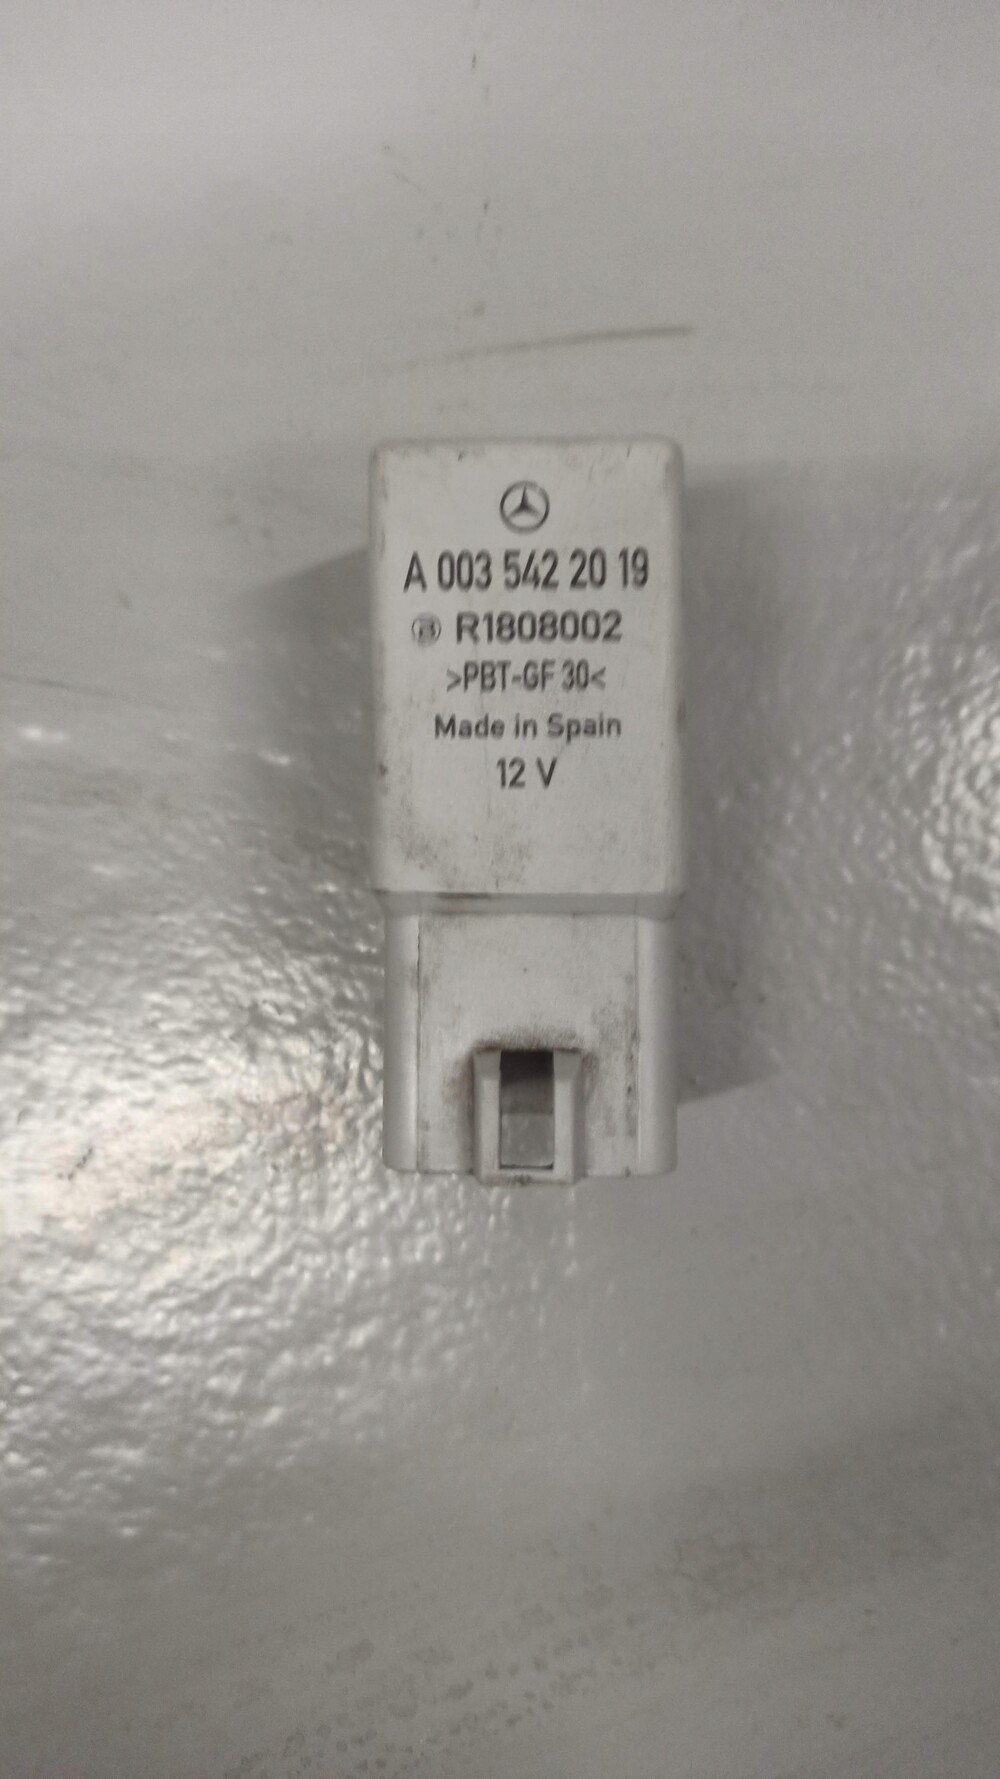 A 003 542 20 19
R1808002
>PBT-GF 30<
Made in Spain
12 V